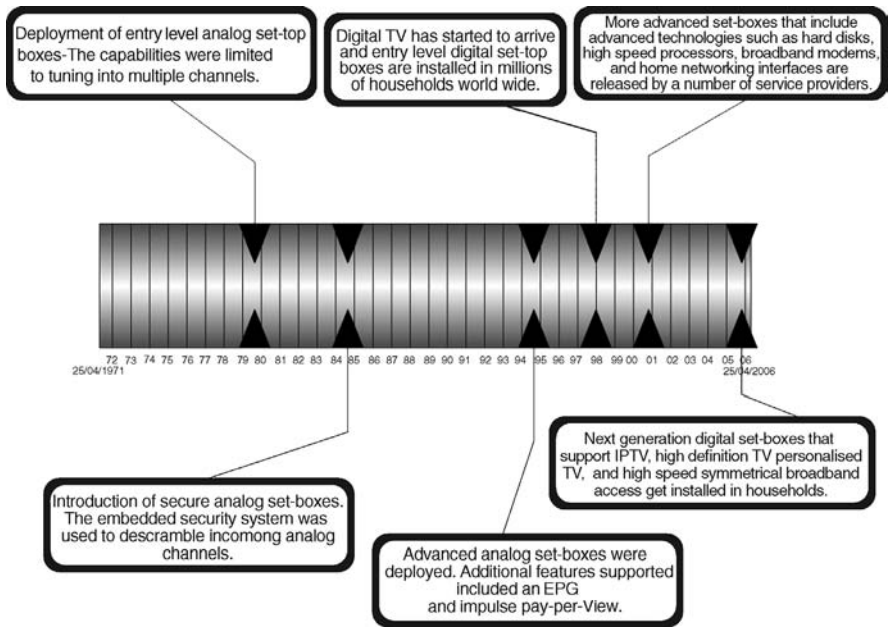 Deployment of entry level analog set-top
boxes-The capabilities were limited
to tuning into multiple channels.
Digital TV has started to arrive
and entry level digital set-top
boxes are installed in millions
of households world wide.
More advanced set-boxes that include
advanced technologies such as hard disks,
high speed processors, broadband modems,
and home networking interfaces are
released by a number of service providers.
72 73 74 75 76 77 78 79 80 81 82 83 84 85 86 87 88 89 90 91 92 93 94 95 96 97 98 99 00 01 02 03 04 05 06
25/04/1971 25/04/2006
Introduction of secure analog set-boxes.
The embedded security system was
used to descramble incomong analog
channels.
Advanced analog set-boxes were
deployed. Additional features supported
included an EPG
and impulse pay-per-View.
Next generation digital set-boxes that
support IPTV, high definition TV personalised
TV, and high speed symmetrical broadband
access get installed in households.